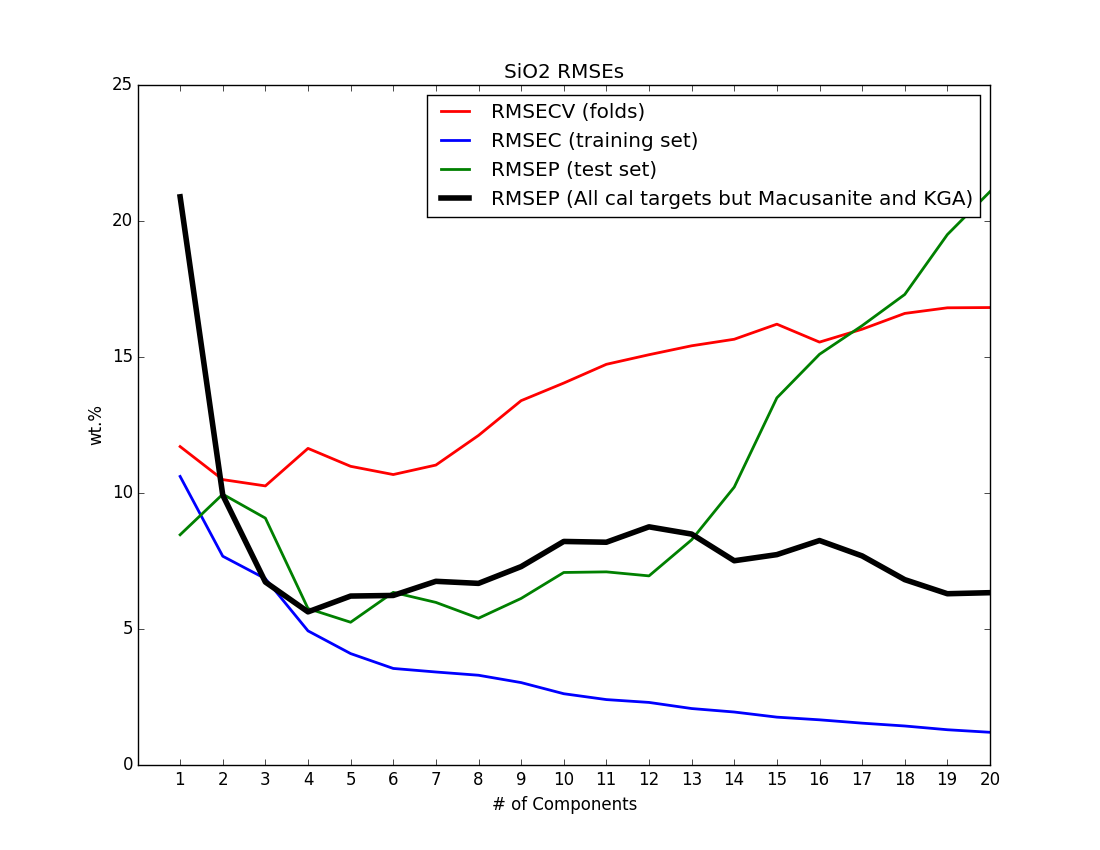 SiO2 RMSEs
25
20
15
10
5
0
wt.%
RMSECV (folds)
RMSEC (training set)
RMSEP (test set)
RMSEP (All cal targets but Macusanite and KGA)
1 2 3 4 5 6 7 8 9 10 11 12 13 14 15 16 17 18 19 20
# of Components